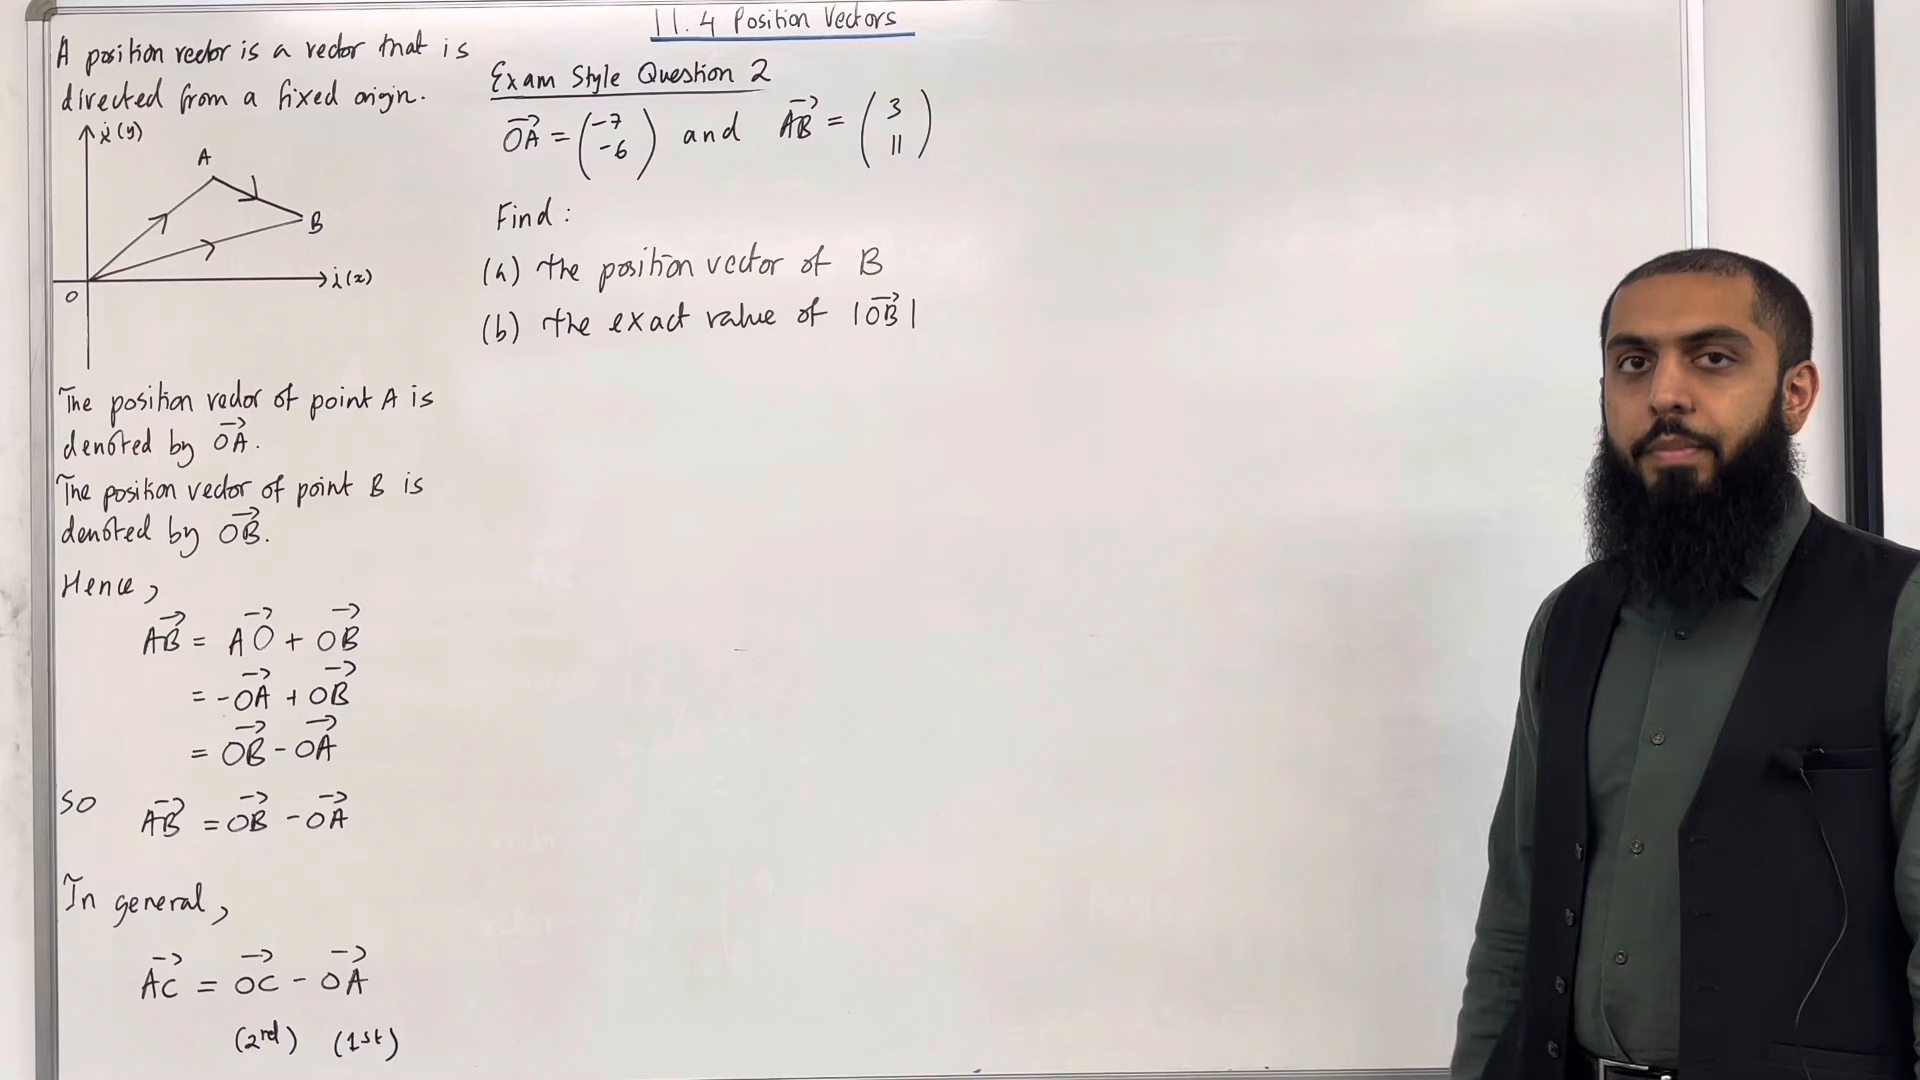 11.4 Position Vectors
A position vector is a vector that is
directed from a fixed origin.
j (y)
A
B
O
i (x)
The position vector of point A is
denoted by OA→.
The position vector of point B is
denoted by OB→.
Hence,
AB→ = AO→ + OB→
= -OA→ + OB→
= OB→ - OA→
So AB→ = OB→ - OA→
In general,
AC→ = OC→ - OA→
(2nd) (1st)
Exam Style Question 2
OA→ = (-7 -6) and AB→ = (3 11)
Find :
(a) the position vector of B
(b) the exact value of |OB→|